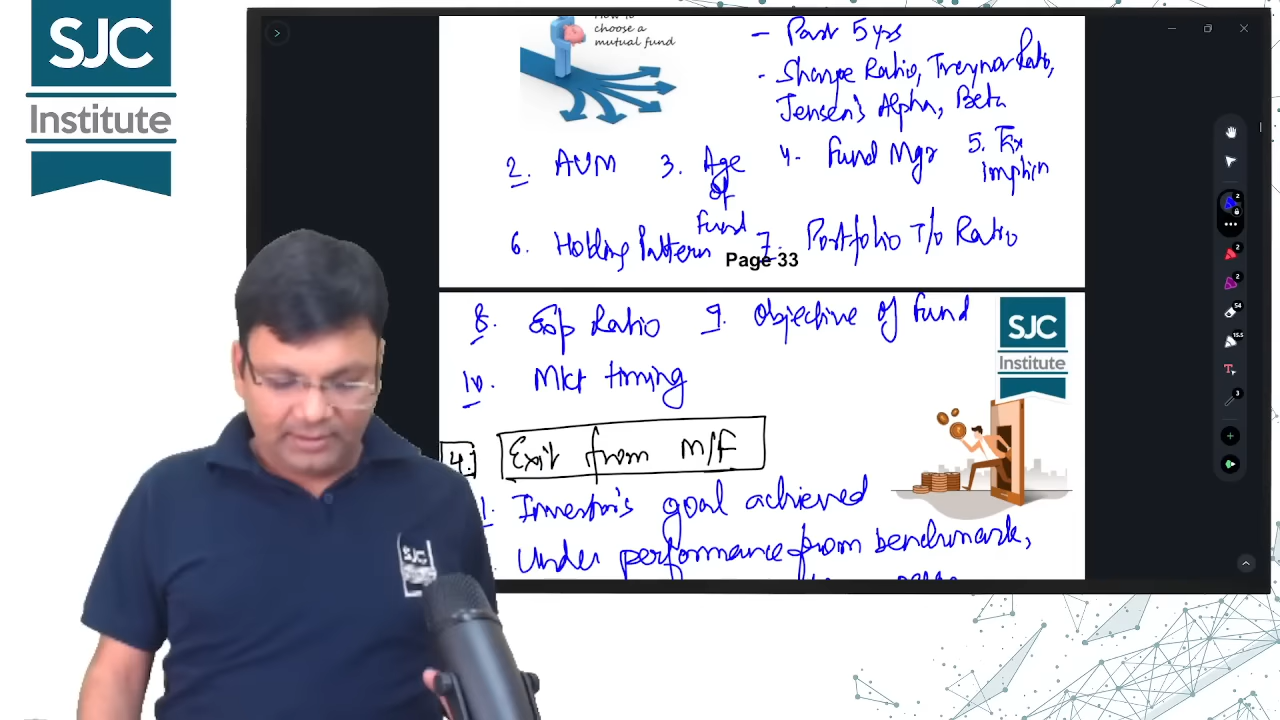 SJC
Institute
How to
choose a
mutual fund
- Past 5 yrs
- Sharpe Ratio, Treynor Ratio,
Jensen's Alpha, Beta
2. AUM 3. Age of Fund 4. Fund Mgr 5. Tax
6. Holding Pattern 7. Portfolio T/o Ratio
Page 33
8. Exp Ratio 9. Objective of Fund
SJC
Institute
10. Mkt timing
4. Exit from M/F
1. Investor's goal achieved
Under performance from benchmark,
SJC